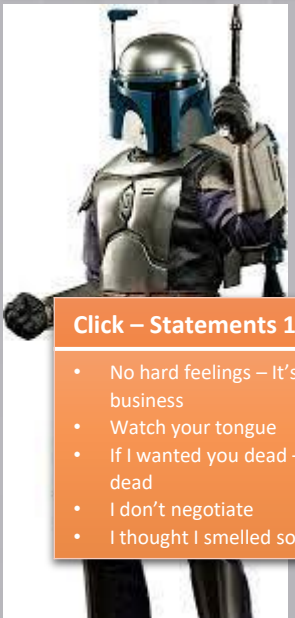 Click – Statements 1
• No hard feelings – It's
business
• Watch your tongue
• If I wanted you dead –
dead
• I don't negotiate
• I thought I smelled so